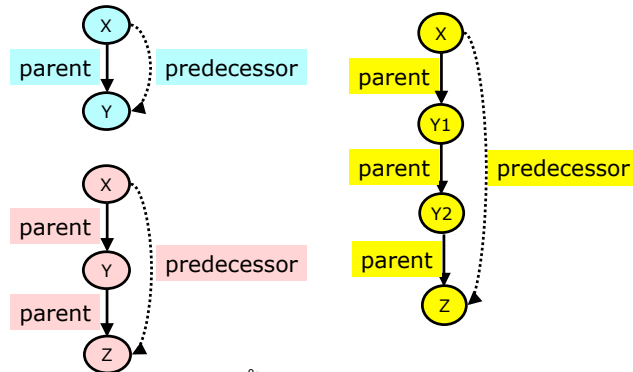 X
parent predecessor
Y
X
parent
Y
predecessor
parent
Z
X
parent
Y1
parent predecessor
Y2
parent
Z